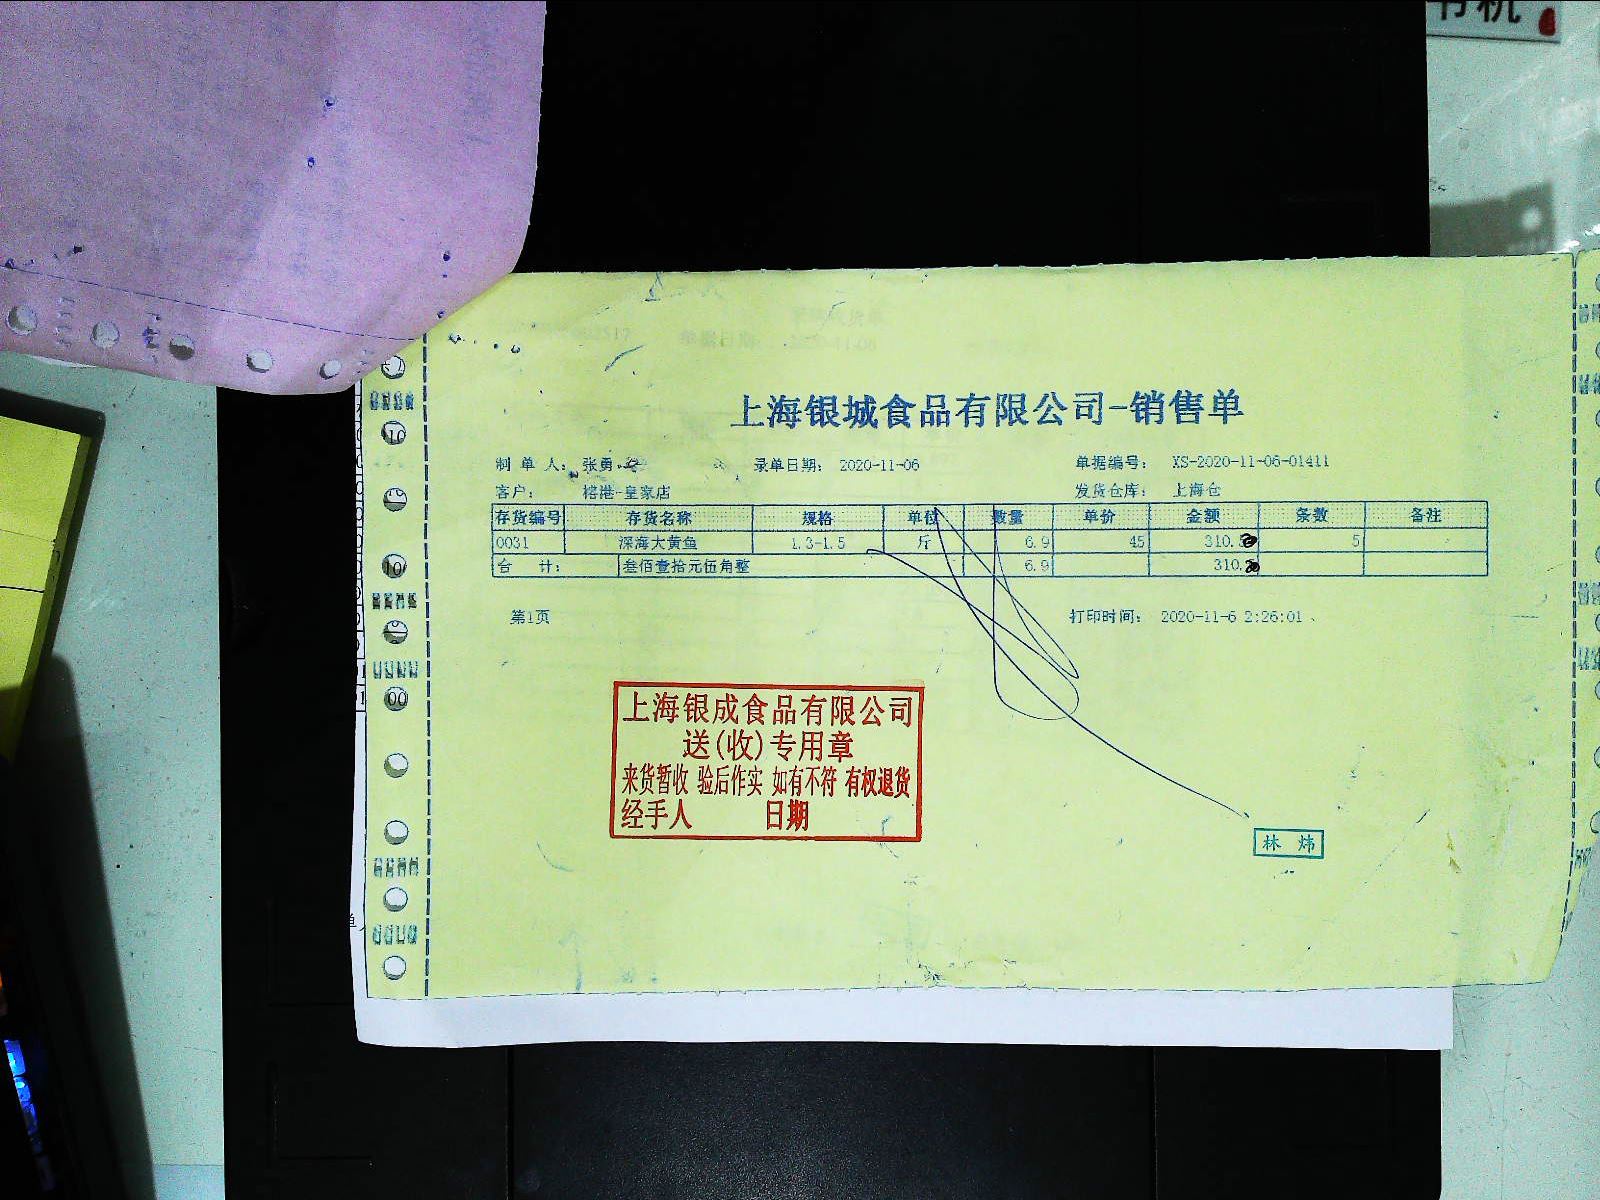 上海银城食品有限公司-销售单
制 单 人： 张勇 录单日期： 2020-11-06 单据编号： XS-2020-11-06-01411
客户： 榕港-皇家店 发货仓库： 上海仓
存货编号 存货名称 规格 单位 数量 单价 金额 条数 备注
0031 深海大黄鱼 1.3-1.5 斤 6.9 45 310. 5
合 计： 叁佰壹拾元伍角整 6.9 310.
第1页 打印时间： 2020-11-6 2:26:01
上海银成食品有限公司
送(收)专用章
来货暂收 验后作实 如有不符 有权退货
经手人 日期
林 炜